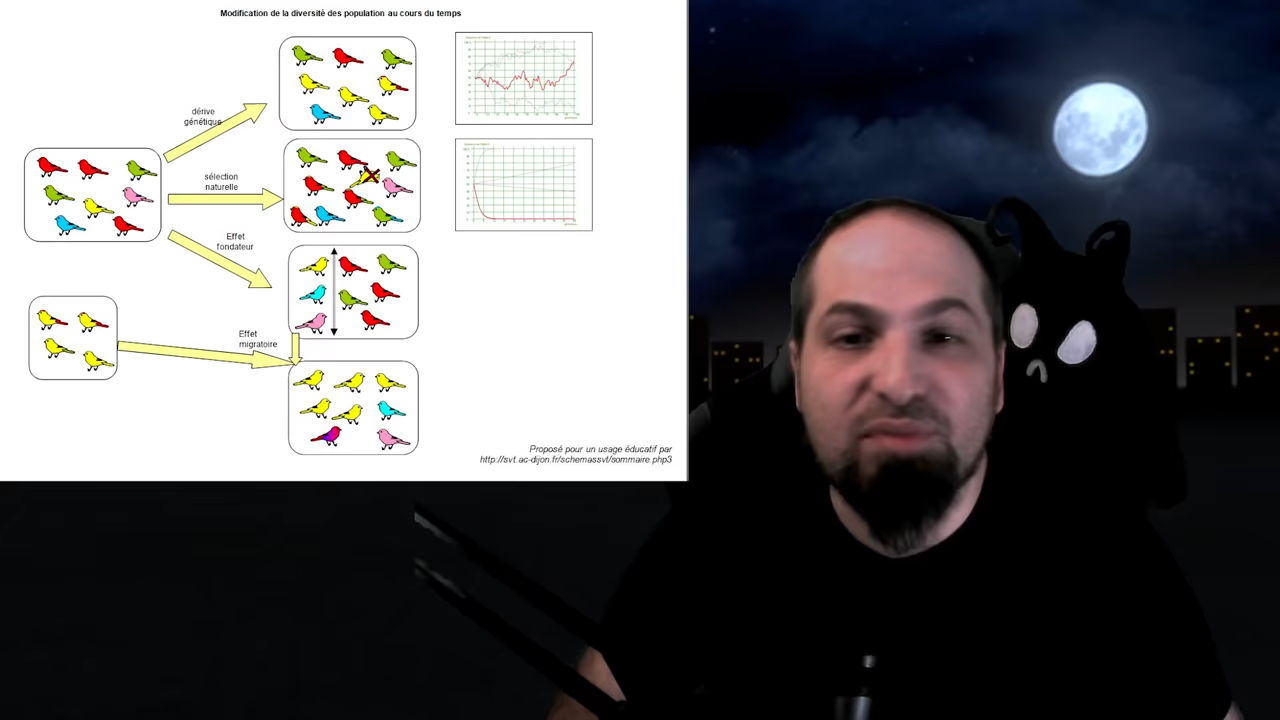 Modification de la diversité des population au cours du temps
dérive
génétique
sélection
naturelle
Effet
fondateur
Effet
migratoire
Proposé pour un usage éducatif par
http://svt.ac-dijon.fr/schemassvt/sommaire.php3